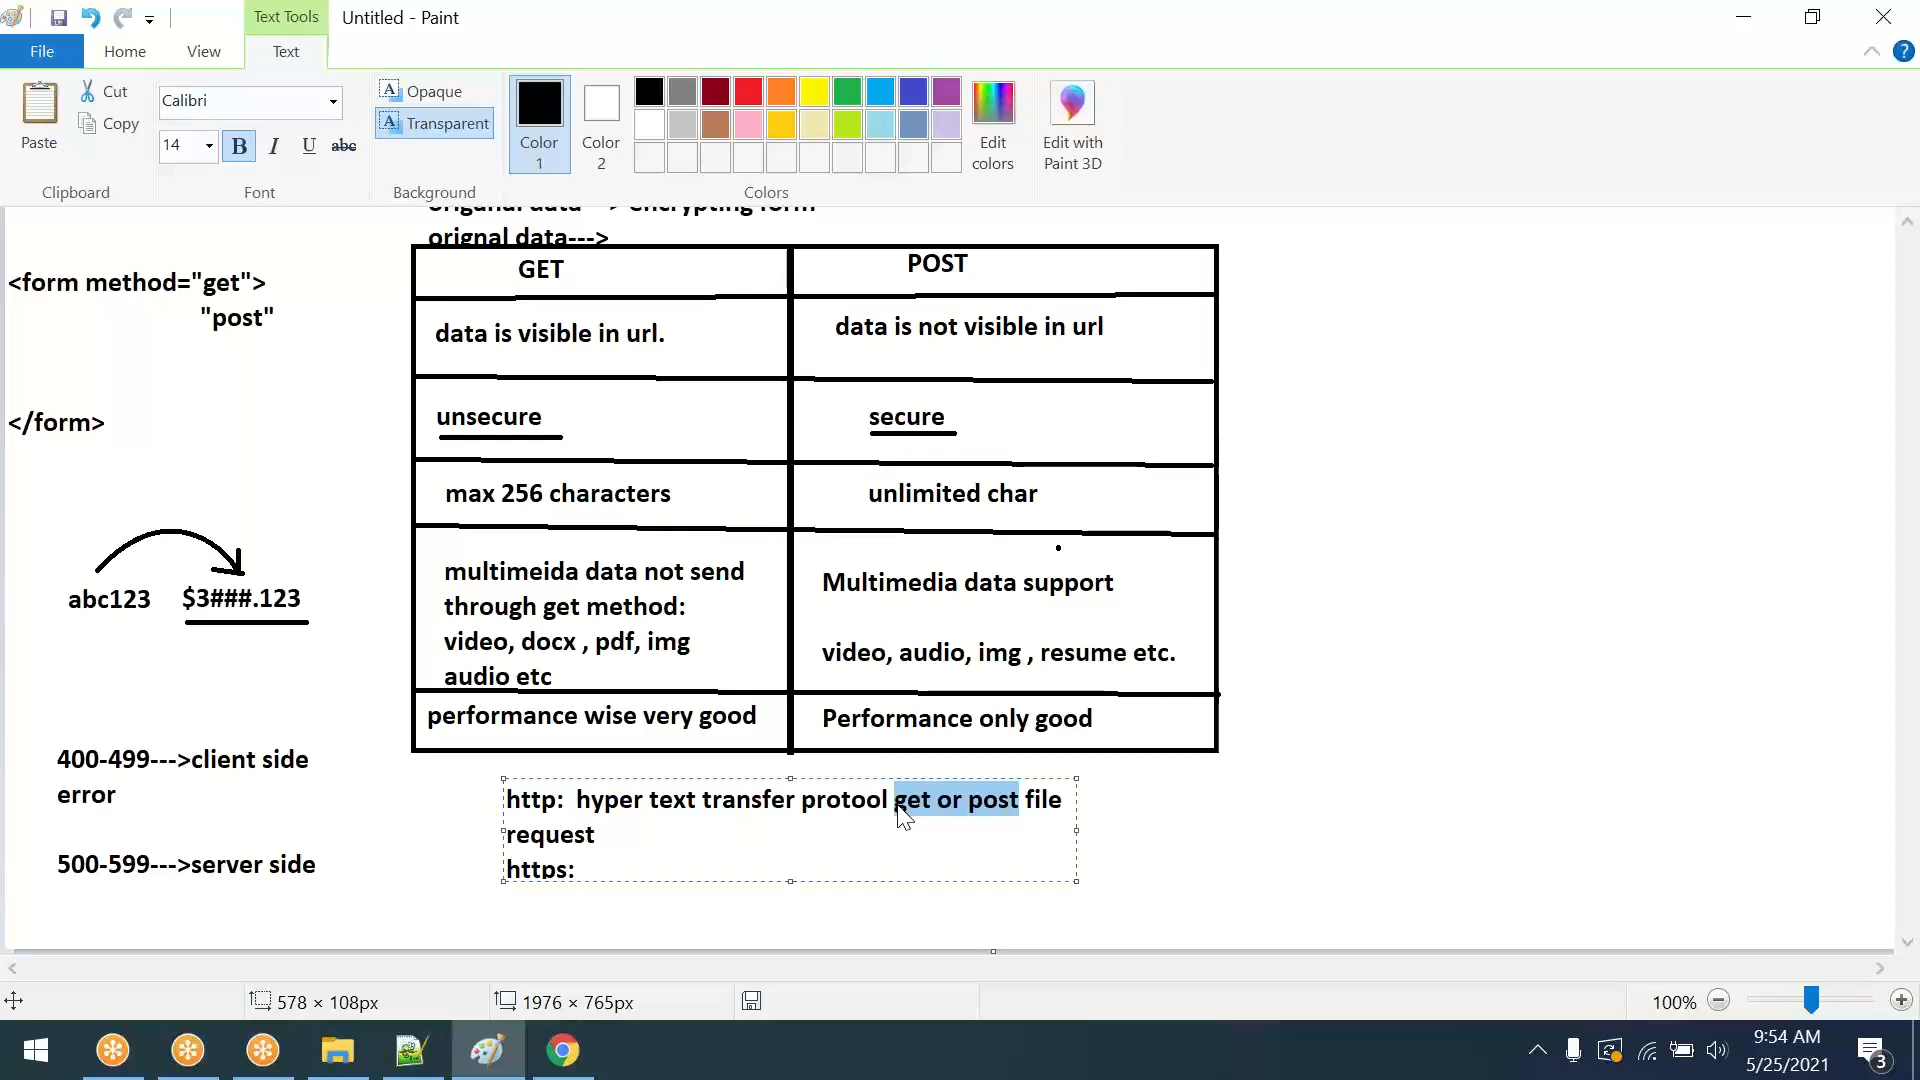 Text Tools
Untitled - Paint
File
Home
View
Text
Paste
Cut
Copy
Clipboard
Calibri
14
B
I
U
abc
Font
Opaque
Transparent
Background
Color 1
Color 2
Edit colors
Edit with Paint 3D
Colors
orignal data--->
<form method="get">
"post"
</form>
abc123 $3###.123
400-499--->client side
error
500-599--->server side
GET
POST
data is visible in url.
data is not visible in url
unsecure
secure
max 256 characters
unlimited char
multimeida data not send
through get method:
video, docx , pdf, img
audio etc
Multimedia data support
video, audio, img , resume etc.
performance wise very good
Performance only good
http:  hyper text transfer protool get or post file
request
https:
578 × 108px
1976 × 765px
100%
9:54 AM
5/25/2021
3